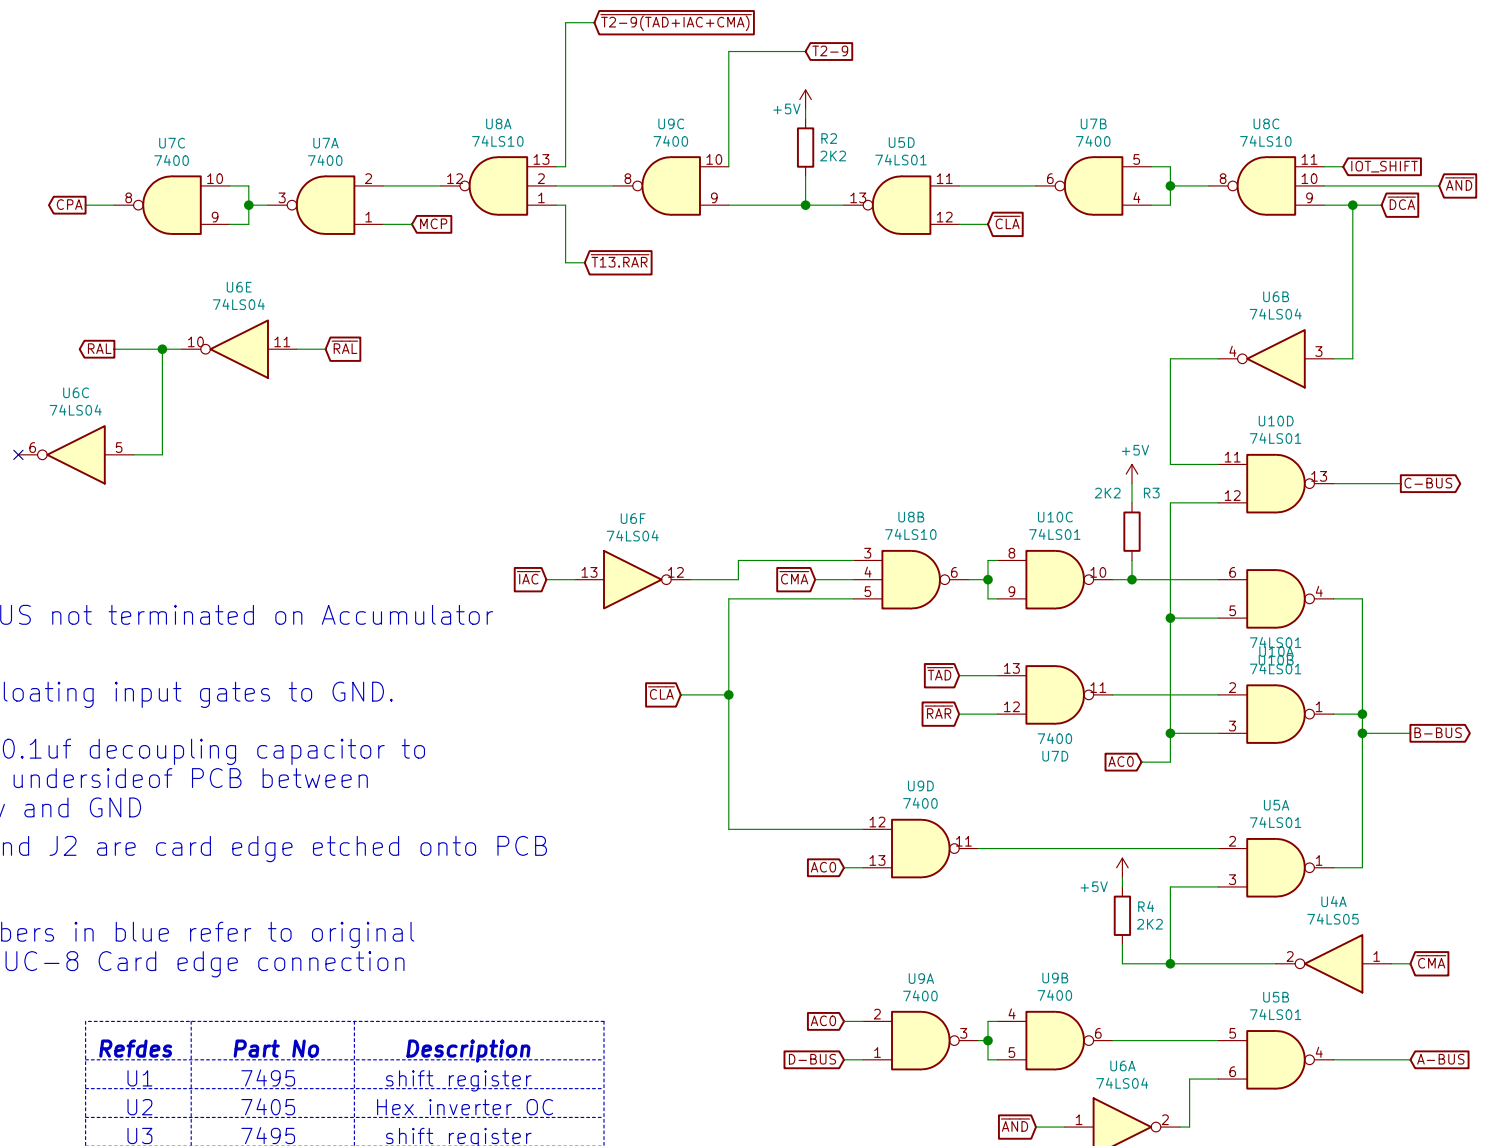 T2-9(TAD+IAC+CMA)
T2-9
+5V
R2
2K2
U7C
7400
10
9
8
CPA
U7A
7400
2
1
3
MCP
U8A
74LS10
13
2
1
12
T13.RAR
U9C
7400
10
9
8
U5D
74LS01
11
12
13
CLA
U7B
7400
5
4
6
U8C
74LS10
11
10
9
8
IOT_SHIFT
AND
DCA
U6E
74LS04
RAL
10
11
RAL
U6C
74LS04
6
5
U6B
74LS04
4
3
U10D
74LS01
11
12
13
C-BUS
+5V
2K2
R3
U6F
74LS04
IAC
13
12
U8B
74LS10
CMA
3
4
5
6
U10C
74LS01
8
9
10
6
5
4
74LS01
U10A
U10B
74LS01
US not terminated on Accumulator
loating input gates to GND.
0.1uf decoupling capacitor to
undersideof PCB between
and GND
nd J2 are card edge etched onto PCB
bers in blue refer to original
UC-8 Card edge connection
CLA
TAD
RAR
13
12
11
7400
U7D
2
3
1
AC0
B-BUS
U9D
7400
12
13
11
AC0
U5A
74LS01
2
3
1
+5V
R4
2K2
U4A
74LS05
2
1
CMA
U9A
7400
AC0
D-BUS
2
1
3
U9B
7400
4
5
6
U5B
74LS01
5
6
4
A-BUS
U6A
74LS04
AND
1
2
Refdes Part No Description
U1 7495 shift register
U2 7405 Hex inverter OC
U3 7495 shift register